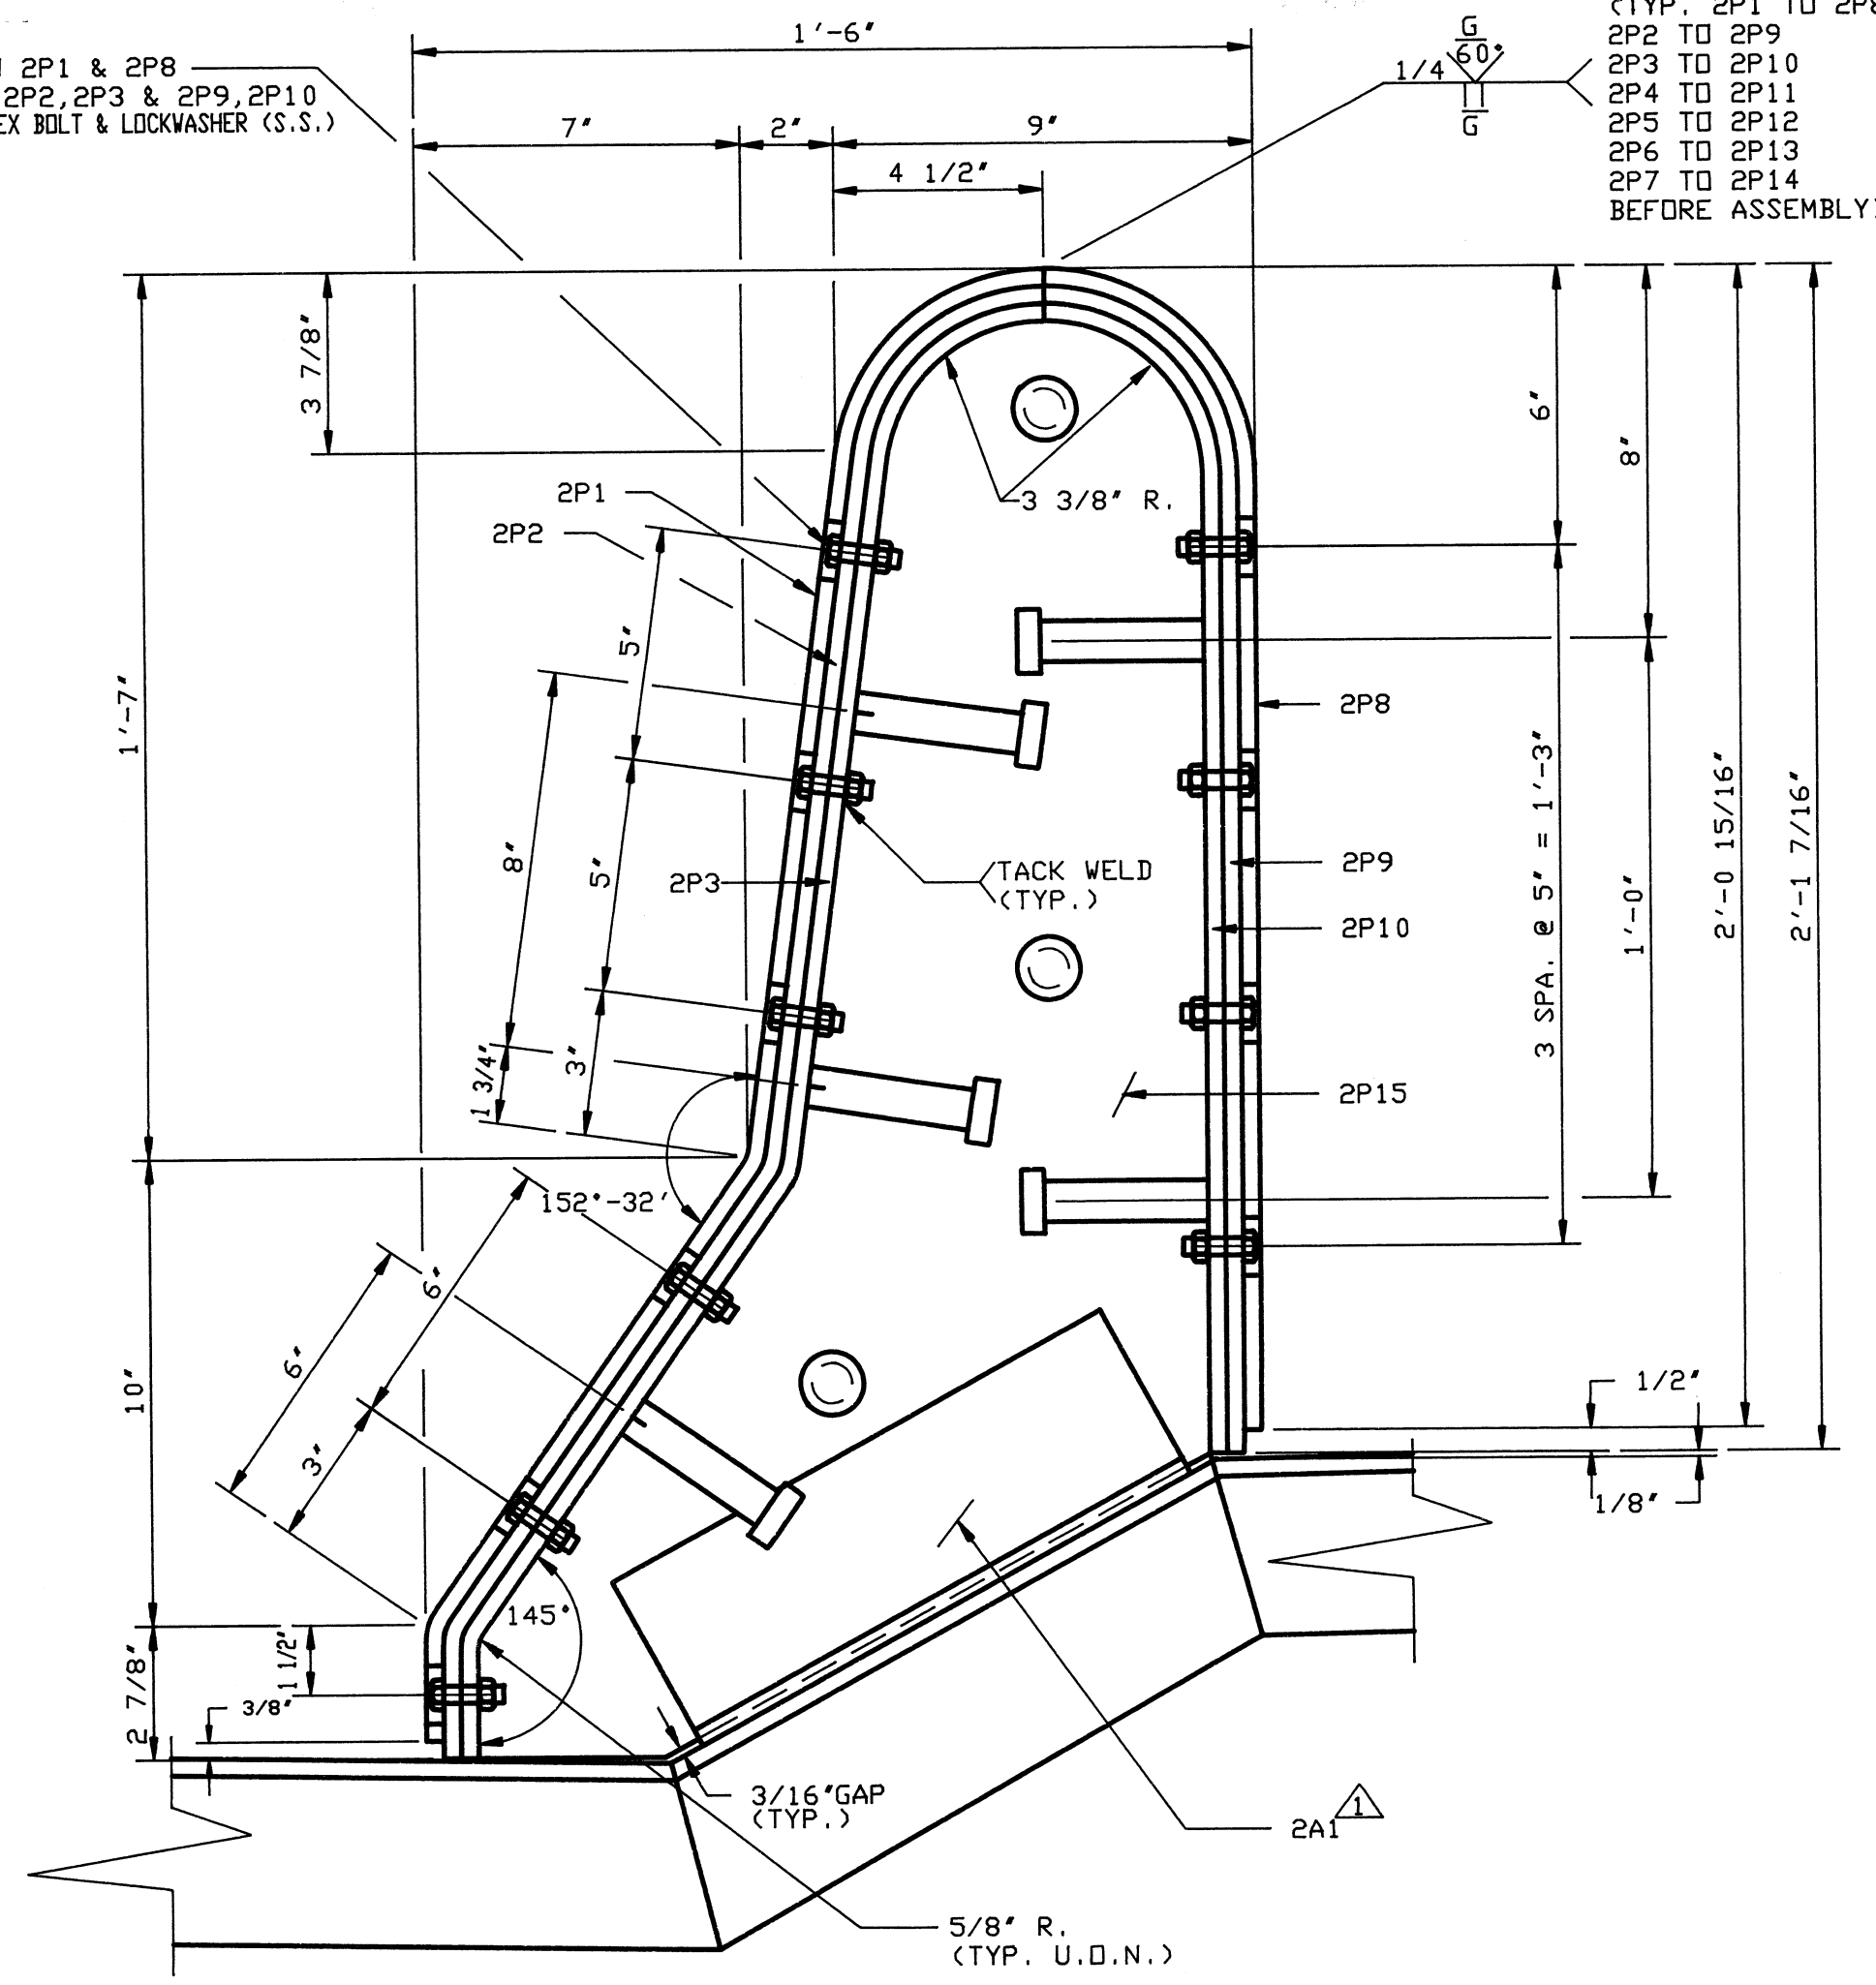 2P1 & 2P8
2P2,2P3 & 2P9,2P10
BOLT & LOCKWASHER (S.S.)
1'-6"
7"
2"
9"
4 1/2"
1/4
G
60°
G
(TYP. 2P1 TO
2P2 TO 2P9
2P3 TO 2P10
2P4 TO 2P11
2P5 TO 2P12
2P6 TO 2P13
2P7 TO 2P14
BEFORE ASSEMBLY)
3 7/8"
1'-7"
10"
2 7/8"
2P1
2P2
3 3/8" R.
5"
8"
5"
2P3
TACK WELD
(TYP.)
1 3/4"
3"
152°-32'
6"
6"
3"
145°
1 1/2"
3/8"
6"
8"
2P8
2P9
2P10
2P15
3 SPA. @ 5" = 1'-3"
1'-0"
2'-0 15/16"
2'-1 7/16"
1/2"
1/8"
3/16"GAP
(TYP.)
2A1
1
5/8" R.
(TYP. U.O.N.)